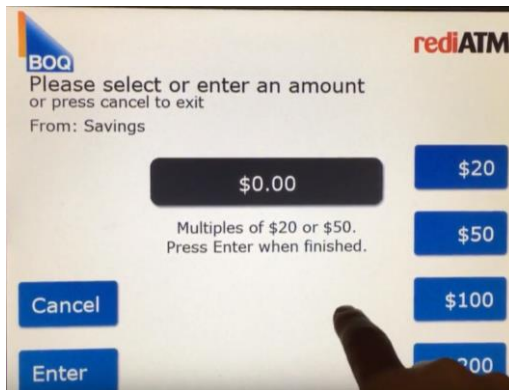 BOQ
rediATM
Please select or enter an amount
or press cancel to exit
From: Savings
$0.00
Multiples of $20 or $50.
Press Enter when finished.
$20
$50
$100
Cancel
Enter